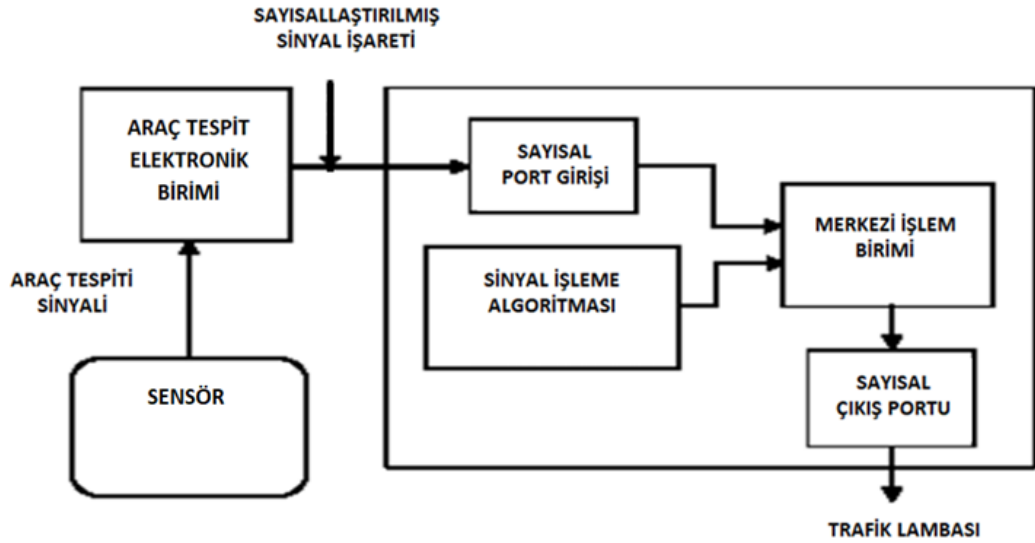 SAYISALLAŞTIRILMIŞ
SİNYAL İŞARETİ
ARAÇ TESPİT
ELEKTRONİK
BİRİMİ
SAYISAL
PORT GİRİŞİ
MERKEZİ İŞLEM
BİRİMİ
ARAÇ TESPİTİ
SİNYALİ
SİNYAL İŞLEME
ALGORİTMASI
SENSÖR
SAYISAL
ÇIKIŞ PORTU
TRAFİK LAMBASI